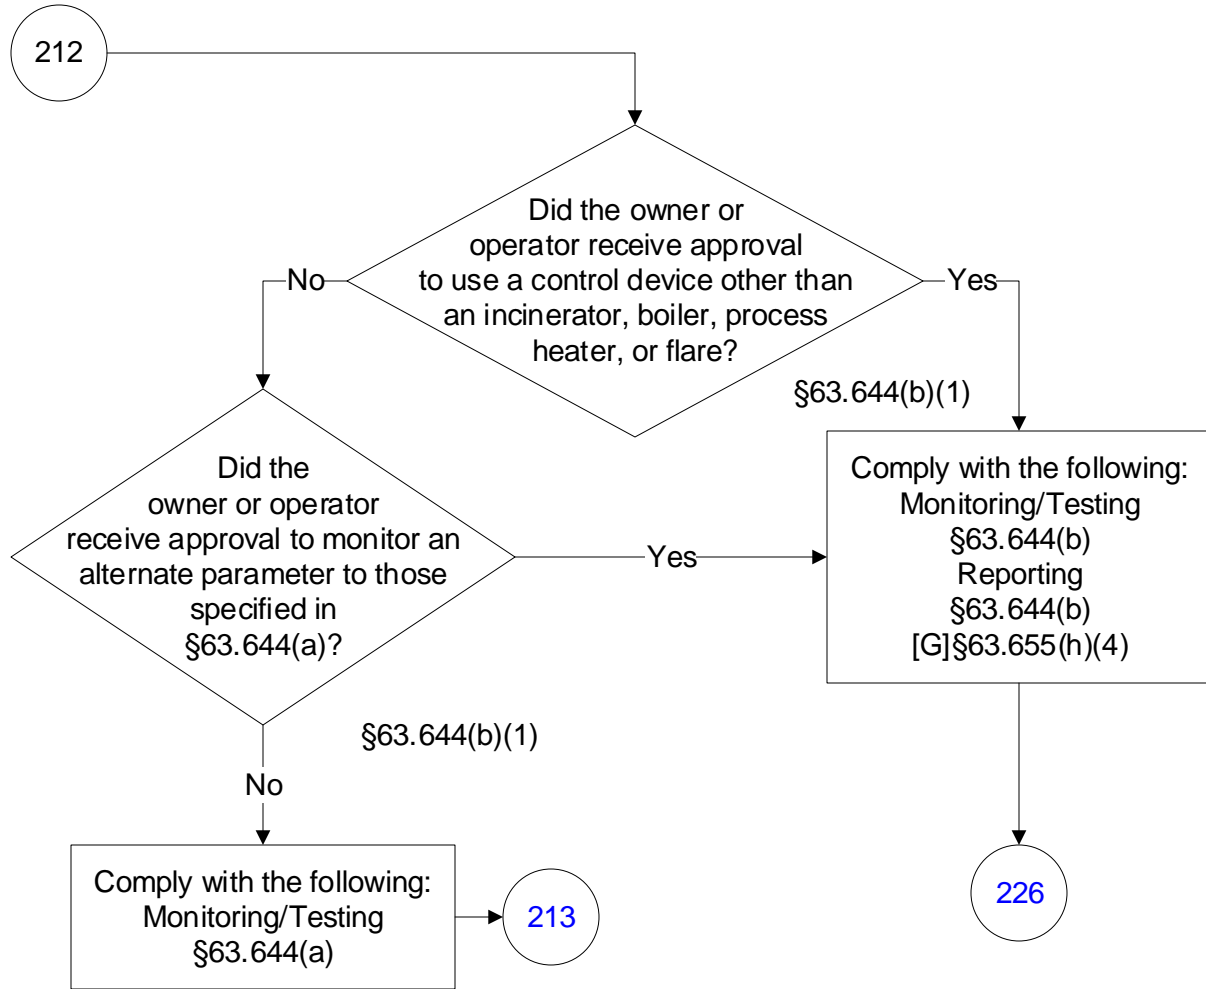 212
Did the owner or
operator receive approval
to use a control device other than
an incinerator, boiler, process
heater, or flare?
No
Yes
§63.644(b)(1)
Did the
owner or operator
receive approval to monitor an
alternate parameter to those
specified in
§63.644(a)?
Yes
Comply with the following:
Monitoring/Testing
§63.644(b)
Reporting
§63.644(b)
[G]§63.655(h)(4)
§63.644(b)(1)
No
Comply with the following:
Monitoring/Testing
§63.644(a)
213
226